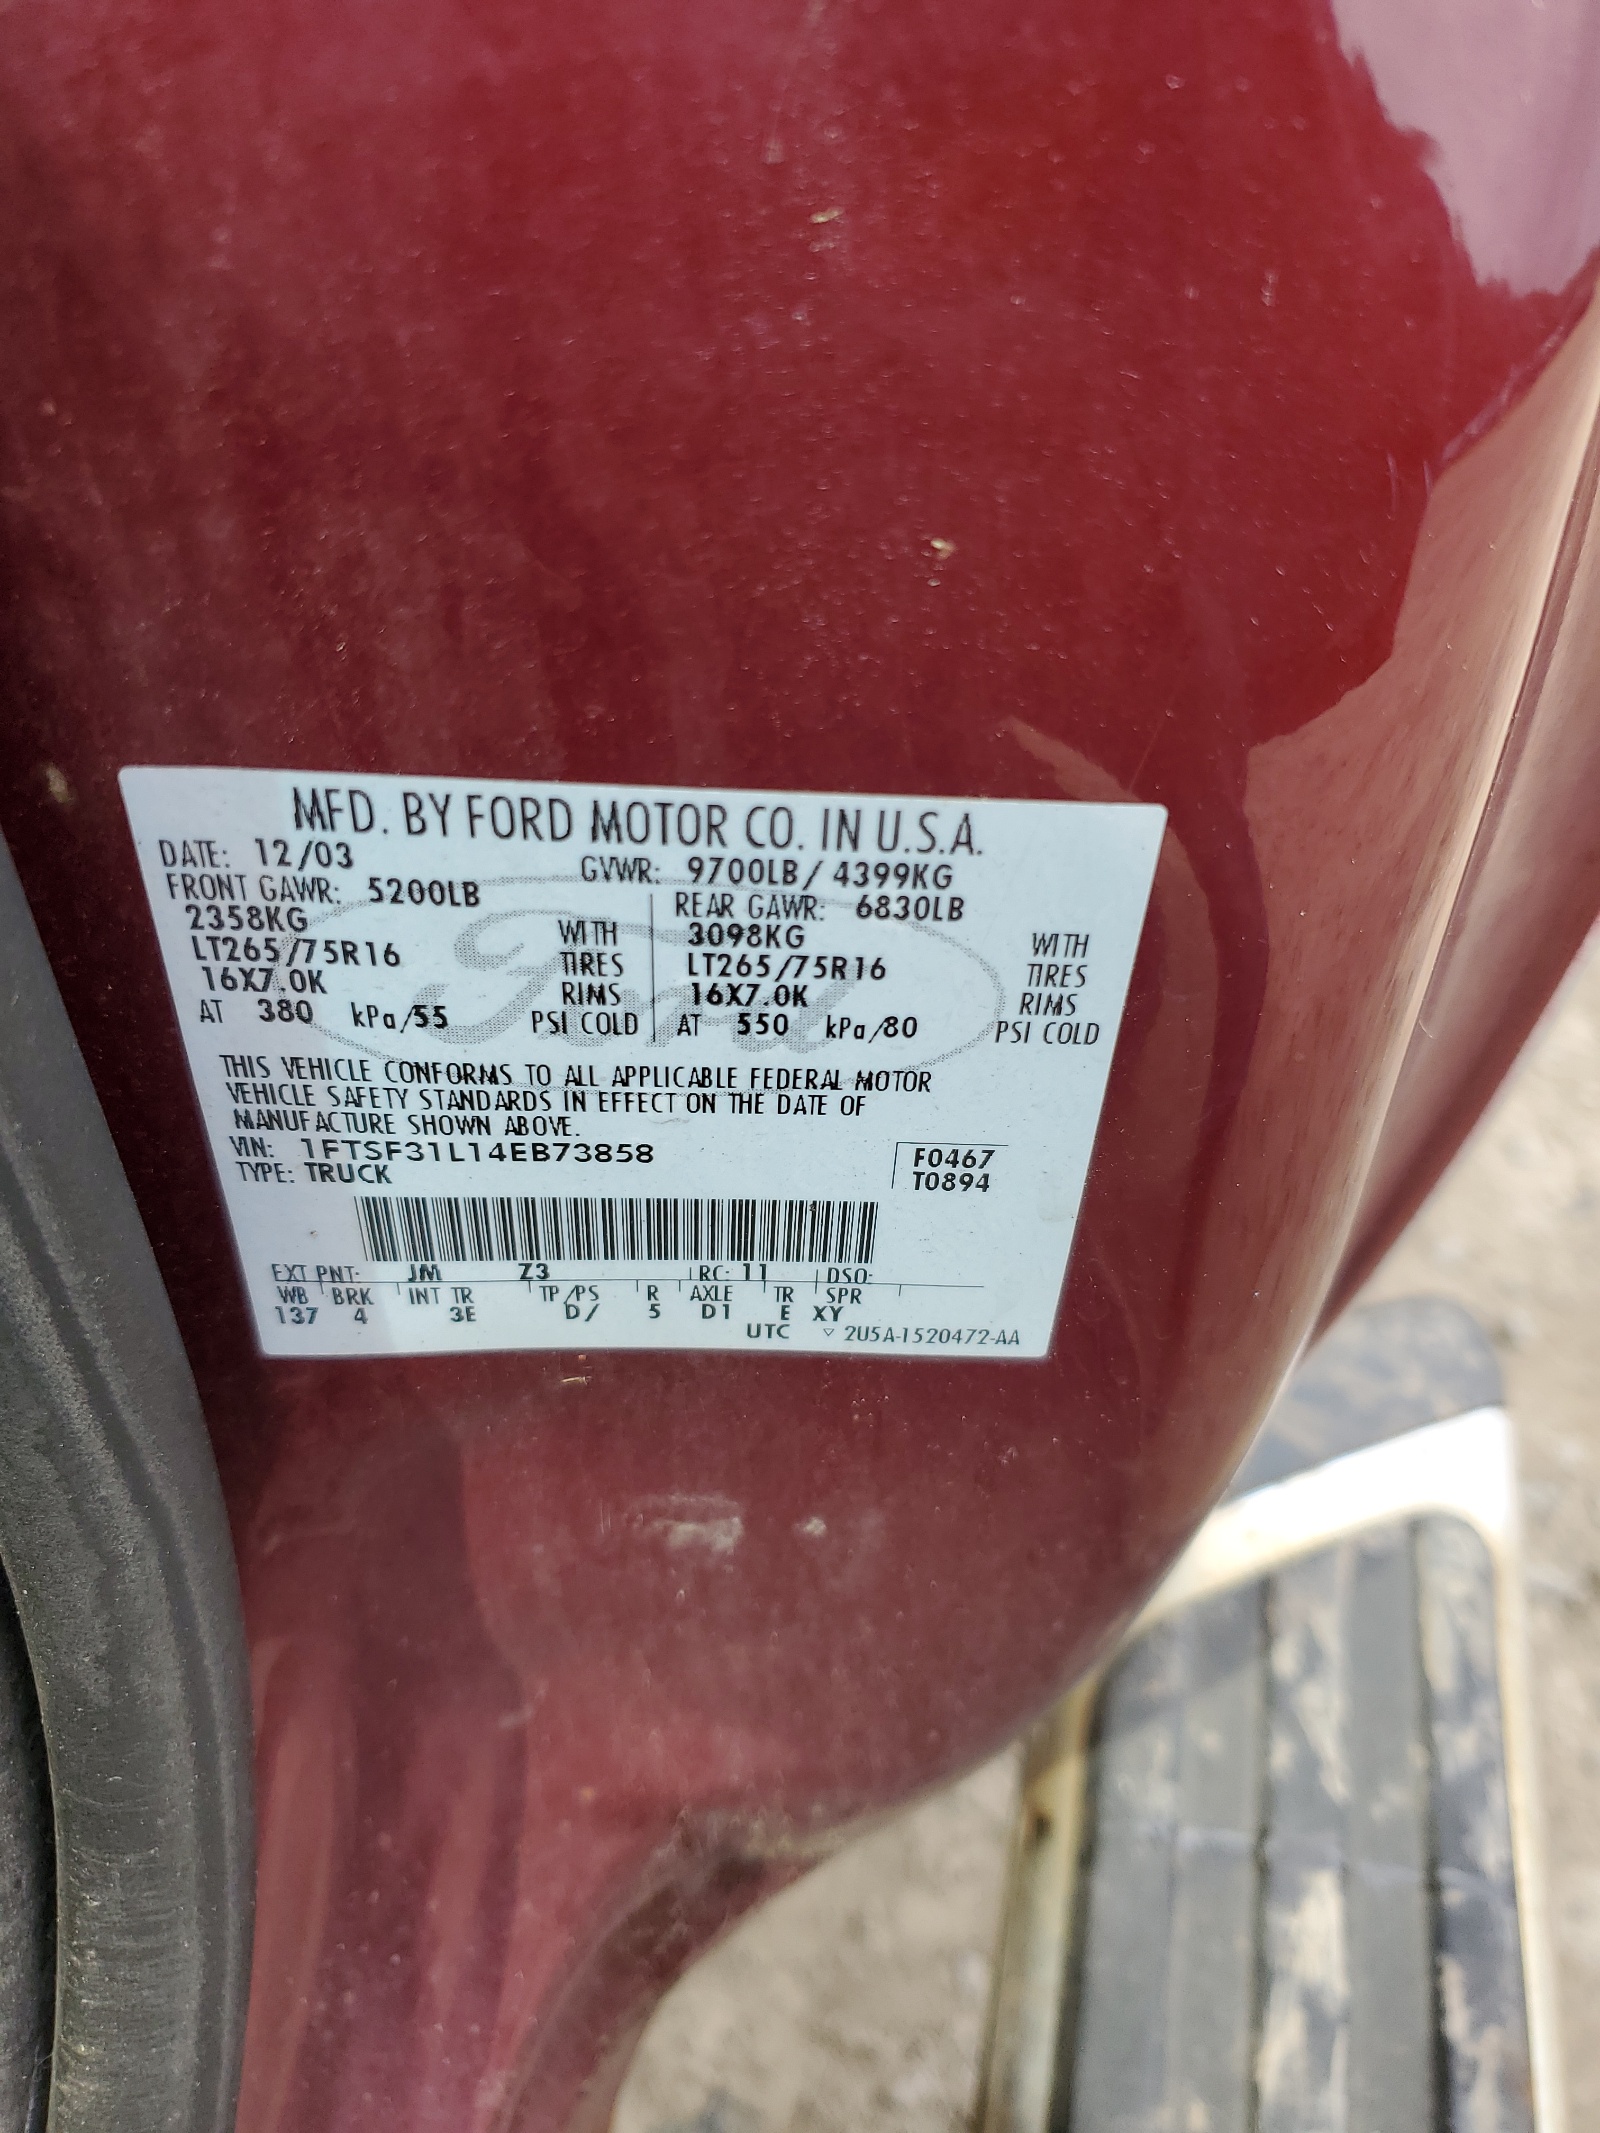 MFD. BY FORD MOTOR CO. IN U.S.A.
DATE: 12/03 GVWR: 9700LB / 4399KG
FRONT GAWR: 5200LB REAR GAWR: 6830LB
2358KG WITH 3098KG WITH
LT265/75R16 TIRES LT265/75R16 TIRES
16X7.0K RIMS 16X7.0K RIMS
AT 380 kPa/55 PSI COLD AT 550 kPa/80 PSI COLD
Ford
THIS VEHICLE CONFORMS TO ALL APPLICABLE FEDERAL MOTOR
VEHICLE SAFETY STANDARDS IN EFFECT ON THE DATE OF
MANUFACTURE SHOWN ABOVE.
VIN: 1FTSF31L14EB73858 F0467
TYPE: TRUCK T0894
EXT PNT: JM Z3 RC: 11 DSO:
WB BRK INT TR TP/PS R AXLE TR SPR
137 4 3E D/ 5 D1 E XY
UTC ▽ 2U5A-1520472-AA